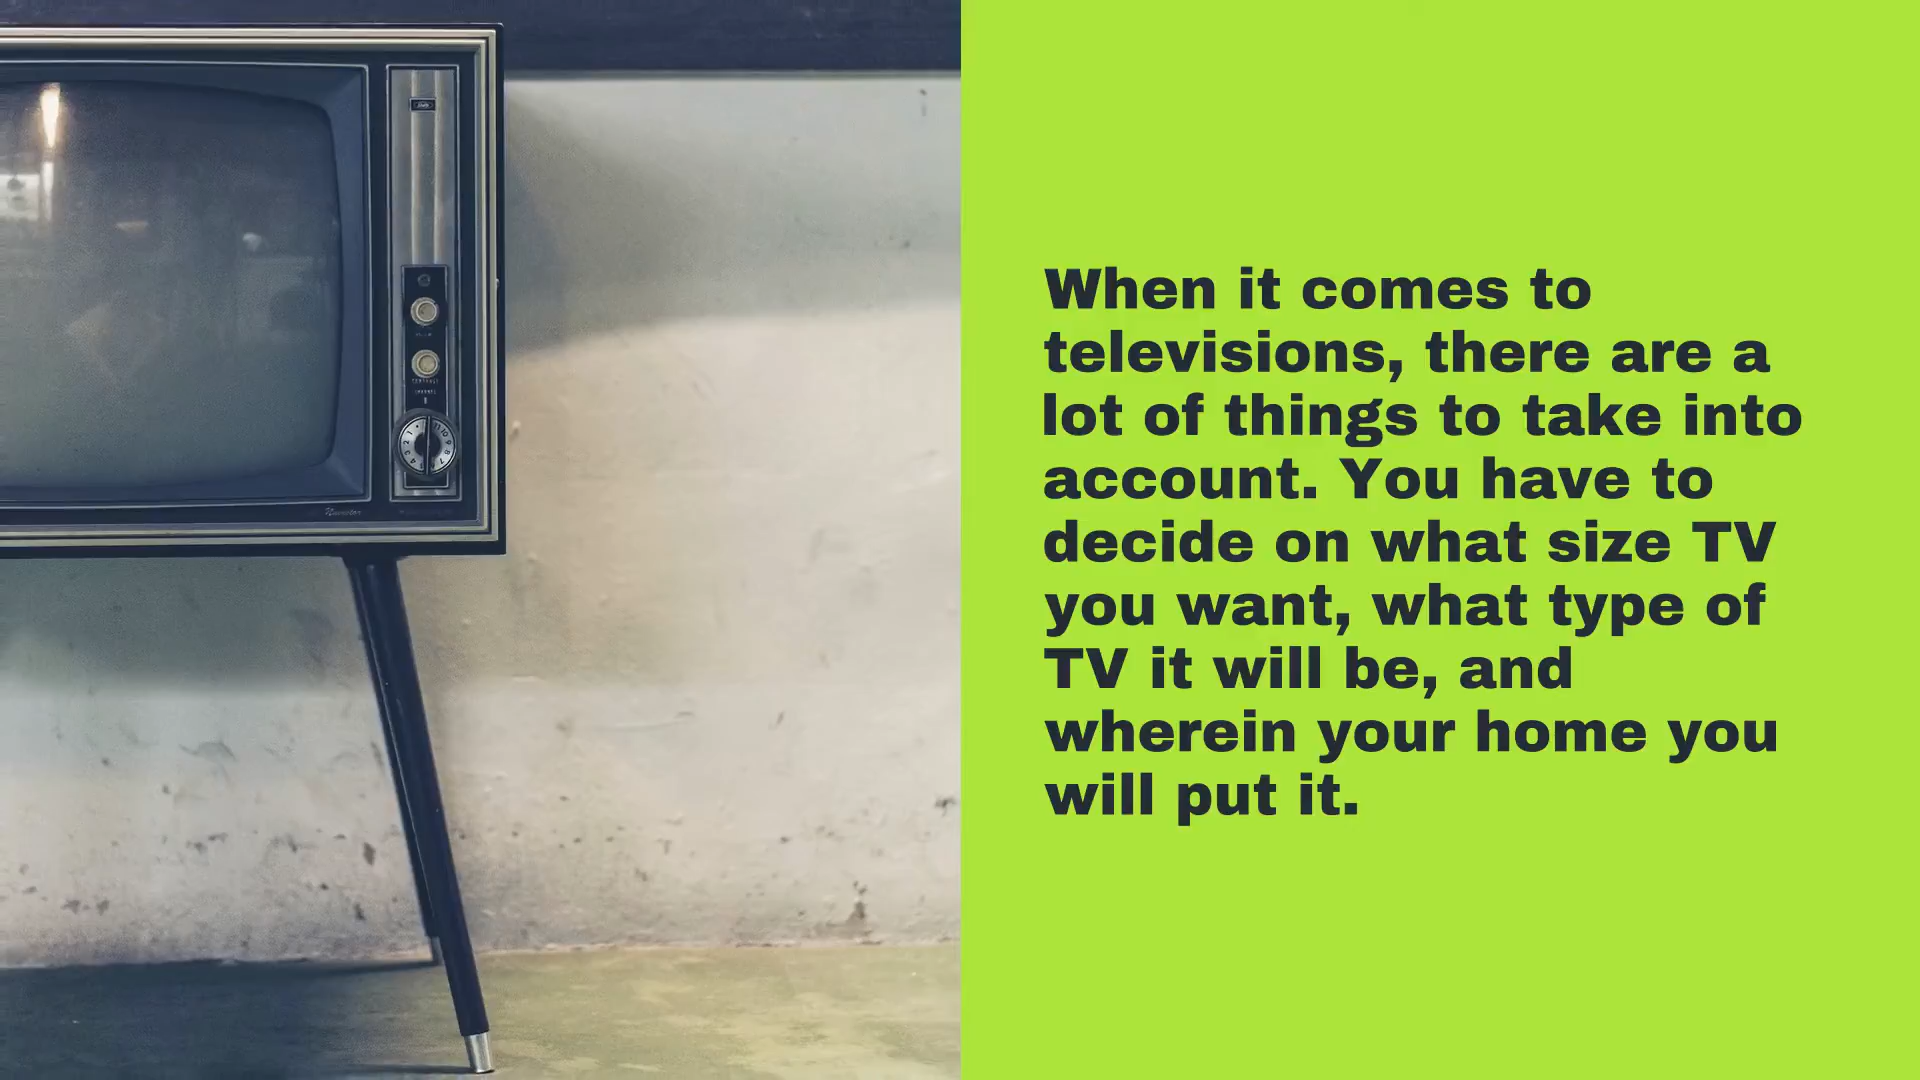 When it comes to
televisions, there are a
lot of things to take into
account. You have to
decide on what size TV
you want, what type of
TV it will be, and
wherein your home you
will put it.